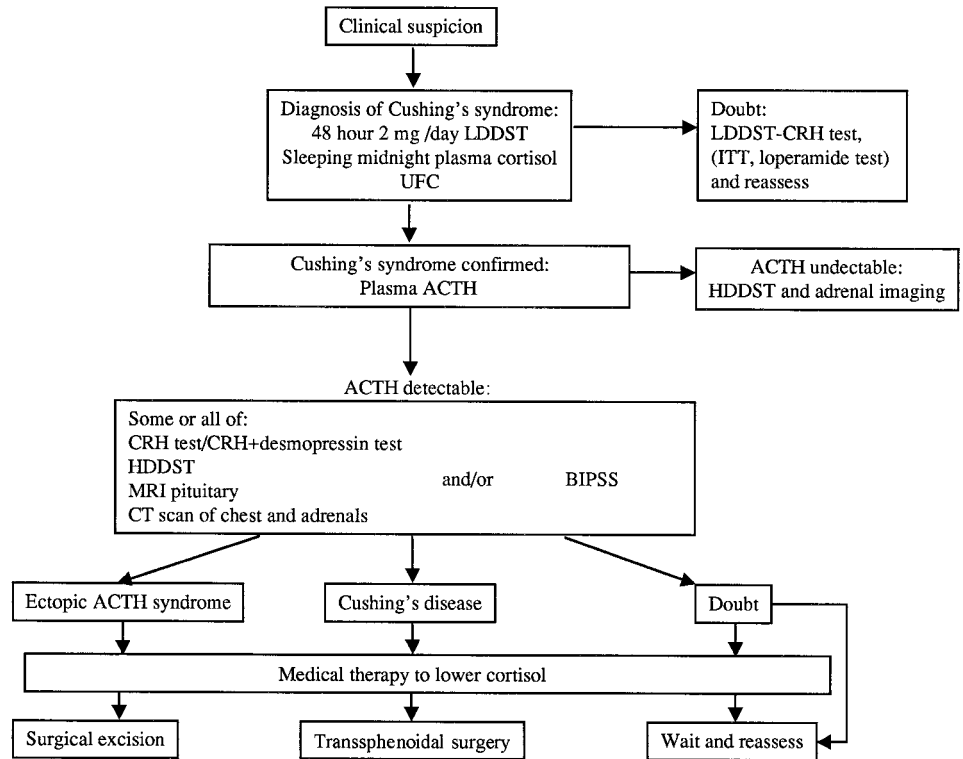 Clinical suspicion
Diagnosis of Cushing's syndrome:
48 hour 2 mg /day LDDST
Sleeping midnight plasma cortisol
UFC
Doubt:
LDDST-CRH test,
(ITT, loperamide test)
and reassess
Cushing's syndrome confirmed:
Plasma ACTH
ACTH undectable:
HDDST and adrenal imaging
ACTH detectable:
Some or all of:
CRH test/CRH+desmopressin test
HDDST
MRI pituitary
CT scan of chest and adrenals
and/or
BIPSS
Ectopic ACTH syndrome
Cushing's disease
Doubt
Medical therapy to lower cortisol
Surgical excision
Transsphenoidal surgery
Wait and reassess